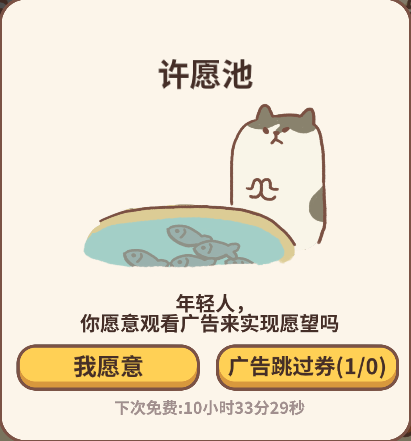 许愿池
年轻人，
你愿意观看广告来实现愿望吗
我愿意
广告跳过券(1/0)
下次免费:10小时33分29秒